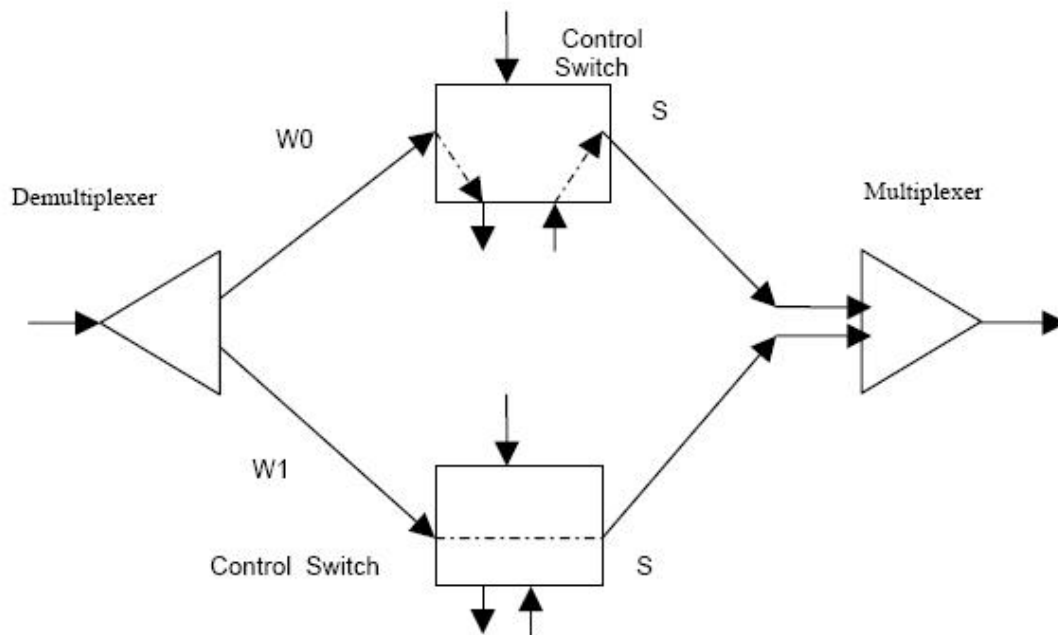 Control
Switch
S
W0
Demultiplexer
Multiplexer
W1
Control Switch
S